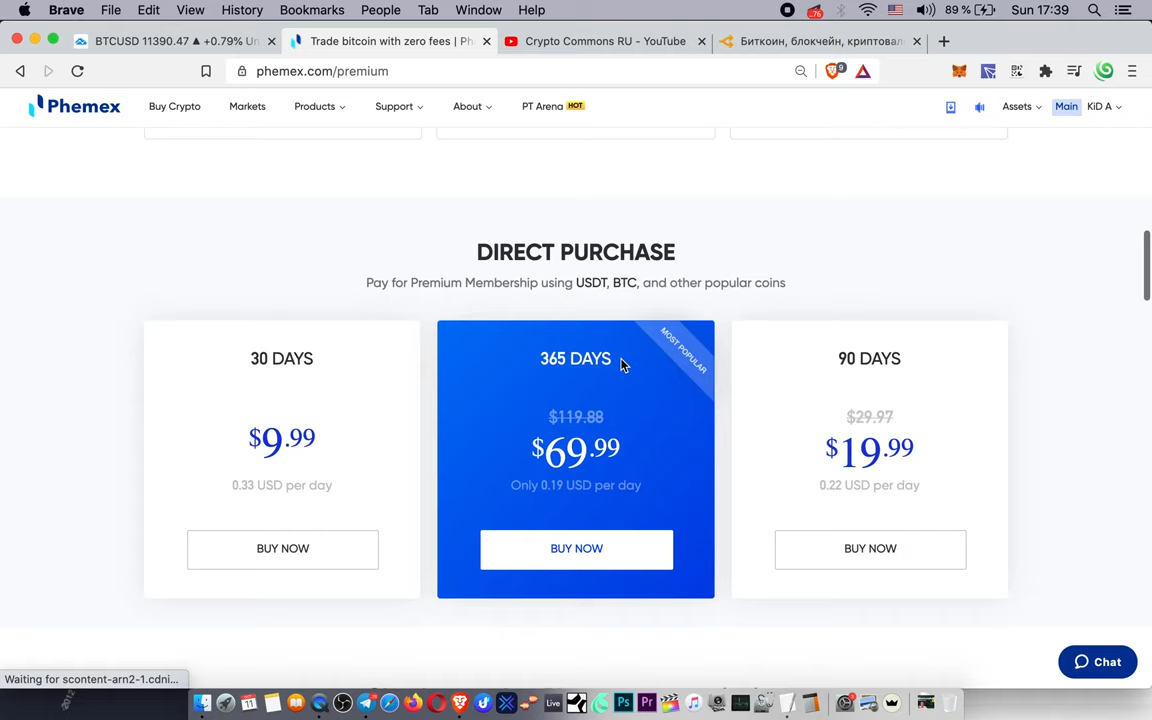 Brave File Edit View History Bookmarks People Tab Window Help 89 % Sun 17:39
BTCUSD 11390.47 ▲ +0.79% Un
Trade bitcoin with zero fees | Ph
Crypto Commons RU - YouTube
Биткоин, блокчейн, криптовал
phemex.com/premium
9
Phemex Buy Crypto Markets Products Support About PT Arena HOT Assets Main KiD A
DIRECT PURCHASE
Pay for Premium Membership using USDT, BTC, and other popular coins
MOST POPULAR
30 DAYS
$9.99
0.33 USD per day
BUY NOW
365 DAYS
$119.88
$69.99
Only 0.19 USD per day
BUY NOW
90 DAYS
$29.97
$19.99
0.22 USD per day
BUY NOW
Chat
Waiting for scontent-arn2-1.cdni...
Live Ps Pr